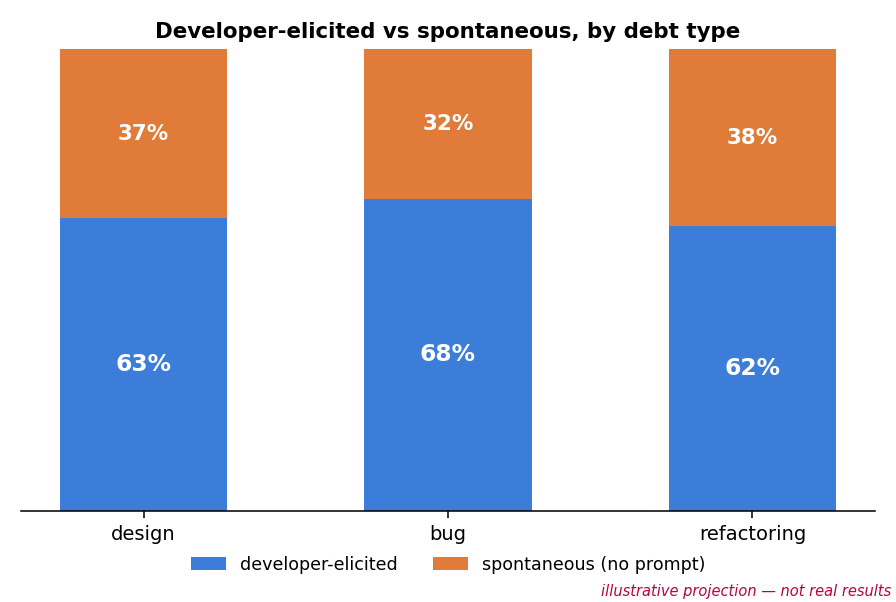 Developer-elicited vs spontaneous, by debt type
37% 32% 38%
63% 68% 62%
design bug refactoring
developer-elicited spontaneous (no prompt)
illustrative projection — not real results